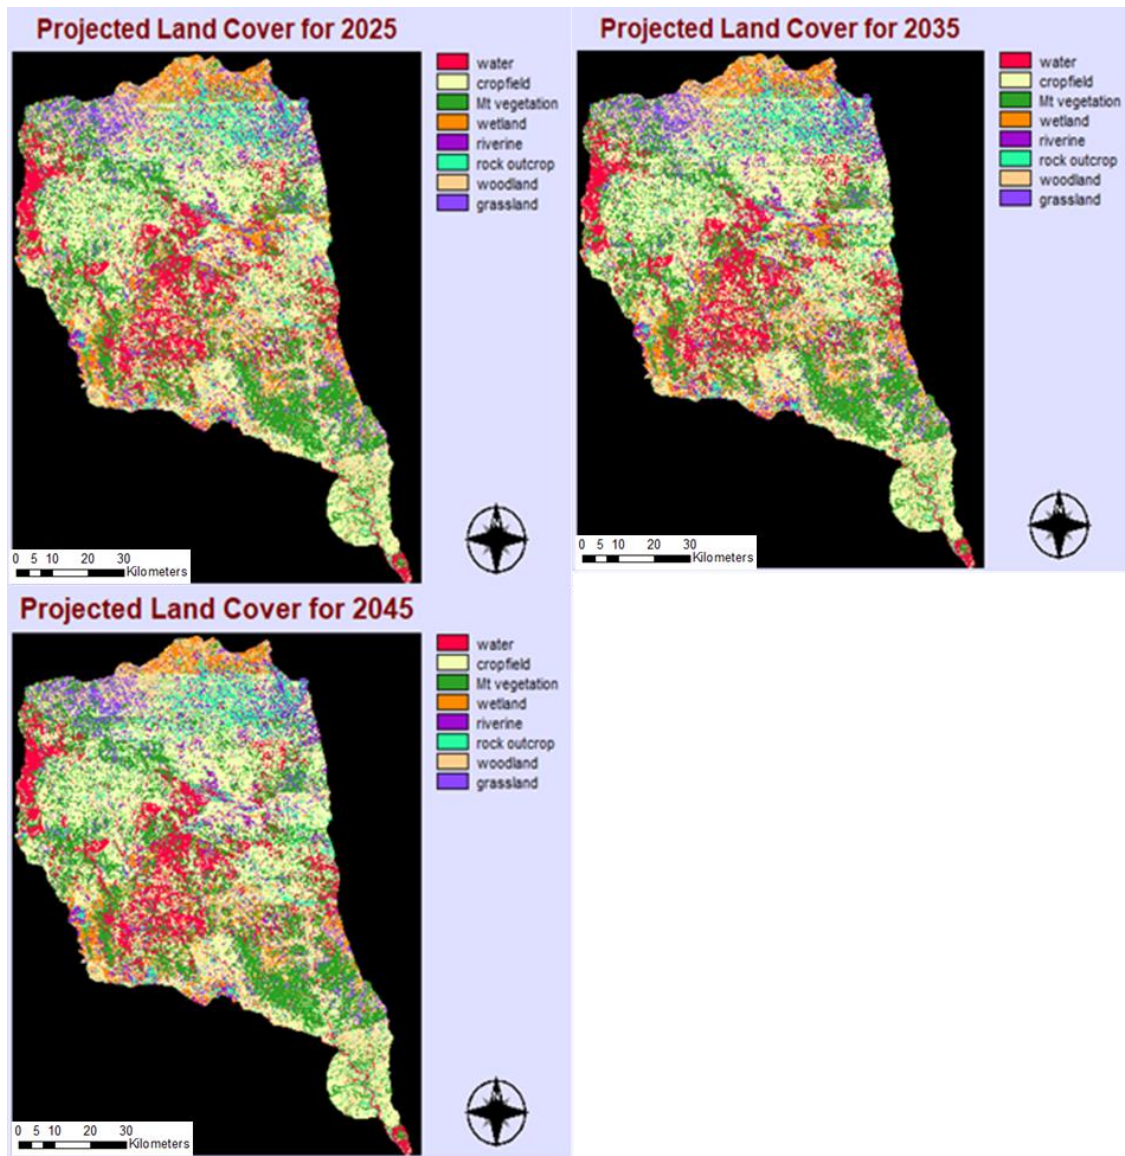 Projected Land Cover for 2025
water
cropfield
Mt vegetation
wetland
riverine
rock outcrop
woodland
grassland
0 5 10 20 30
Kilometers
Projected Land Cover for 2035
water
cropfield
Mt vegetation
wetland
riverine
rock outcrop
woodland
grassland
0 5 10 20 30
Kilometers
Projected Land Cover for 2045
water
cropfield
Mt vegetation
wetland
riverine
rock outcrop
woodland
grassland
0 5 10 20 30
Kilometers